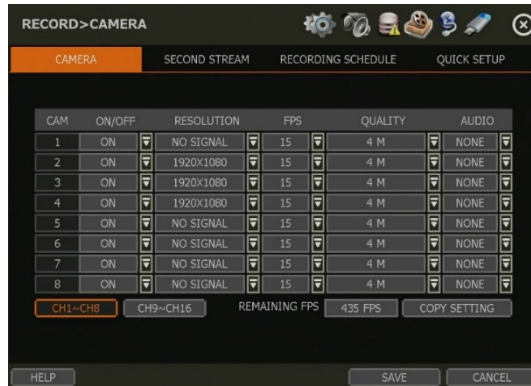 RECORD>CAMERA
CAMERA SECOND STREAM RECORDING SCHEDULE QUICK SETUP
CAM ON/OFF RESOLUTION FPS QUALITY AUDIO
1 ON NO SIGNAL 15 4 M NONE
2 ON 1920X1080 15 4 M NONE
3 ON 1920X1080 15 4 M NONE
4 ON 1920X1080 15 4 M NONE
5 ON NO SIGNAL 15 4 M NONE
6 ON NO SIGNAL 15 4 M NONE
7 ON NO SIGNAL 15 4 M NONE
8 ON NO SIGNAL 15 4 M NONE
CH1~CH8 CH9~CH16 REMAINING FPS 435 FPS COPY SETTING
HELP SAVE CANCEL